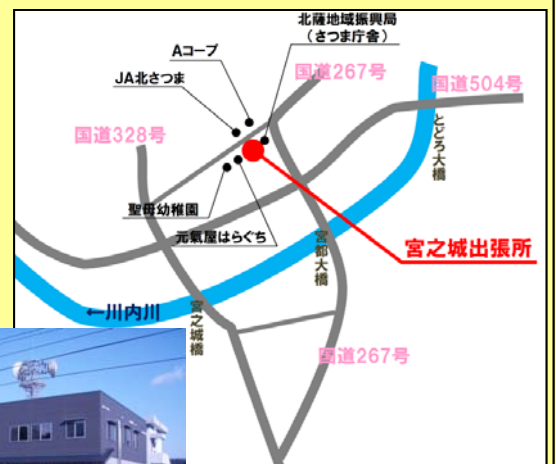 北薩地域振興局
（さつま庁舎）
Aコープ
JA北さつま
国道267号
国道504号
国道328号
とどろ大橋
聖母幼稚園
元氣屋はらぐち
宮都大橋
宮之城出張所
←川内川
宮之城橋
国道267号